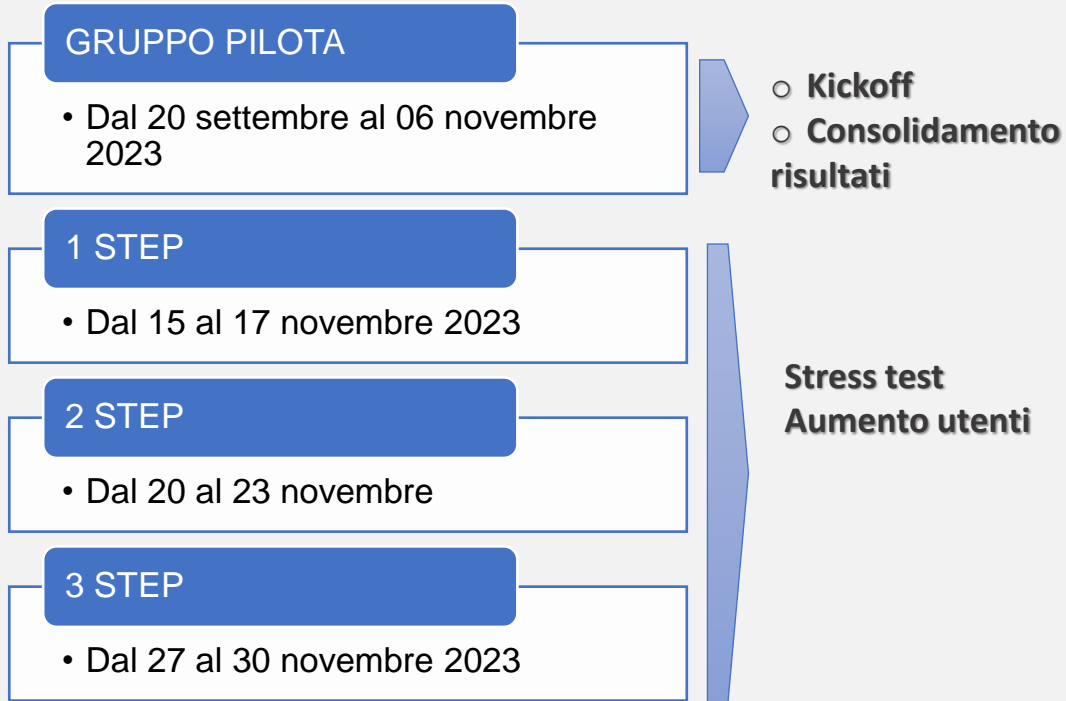 GRUPPO PILOTA
• Dal 20 settembre al 06 novembre
2023
○ Kickoff
○ Consolidamento
risultati
1 STEP
• Dal 15 al 17 novembre 2023
2 STEP
• Dal 20 al 23 novembre
Stress test
Aumento utenti
3 STEP
• Dal 27 al 30 novembre 2023